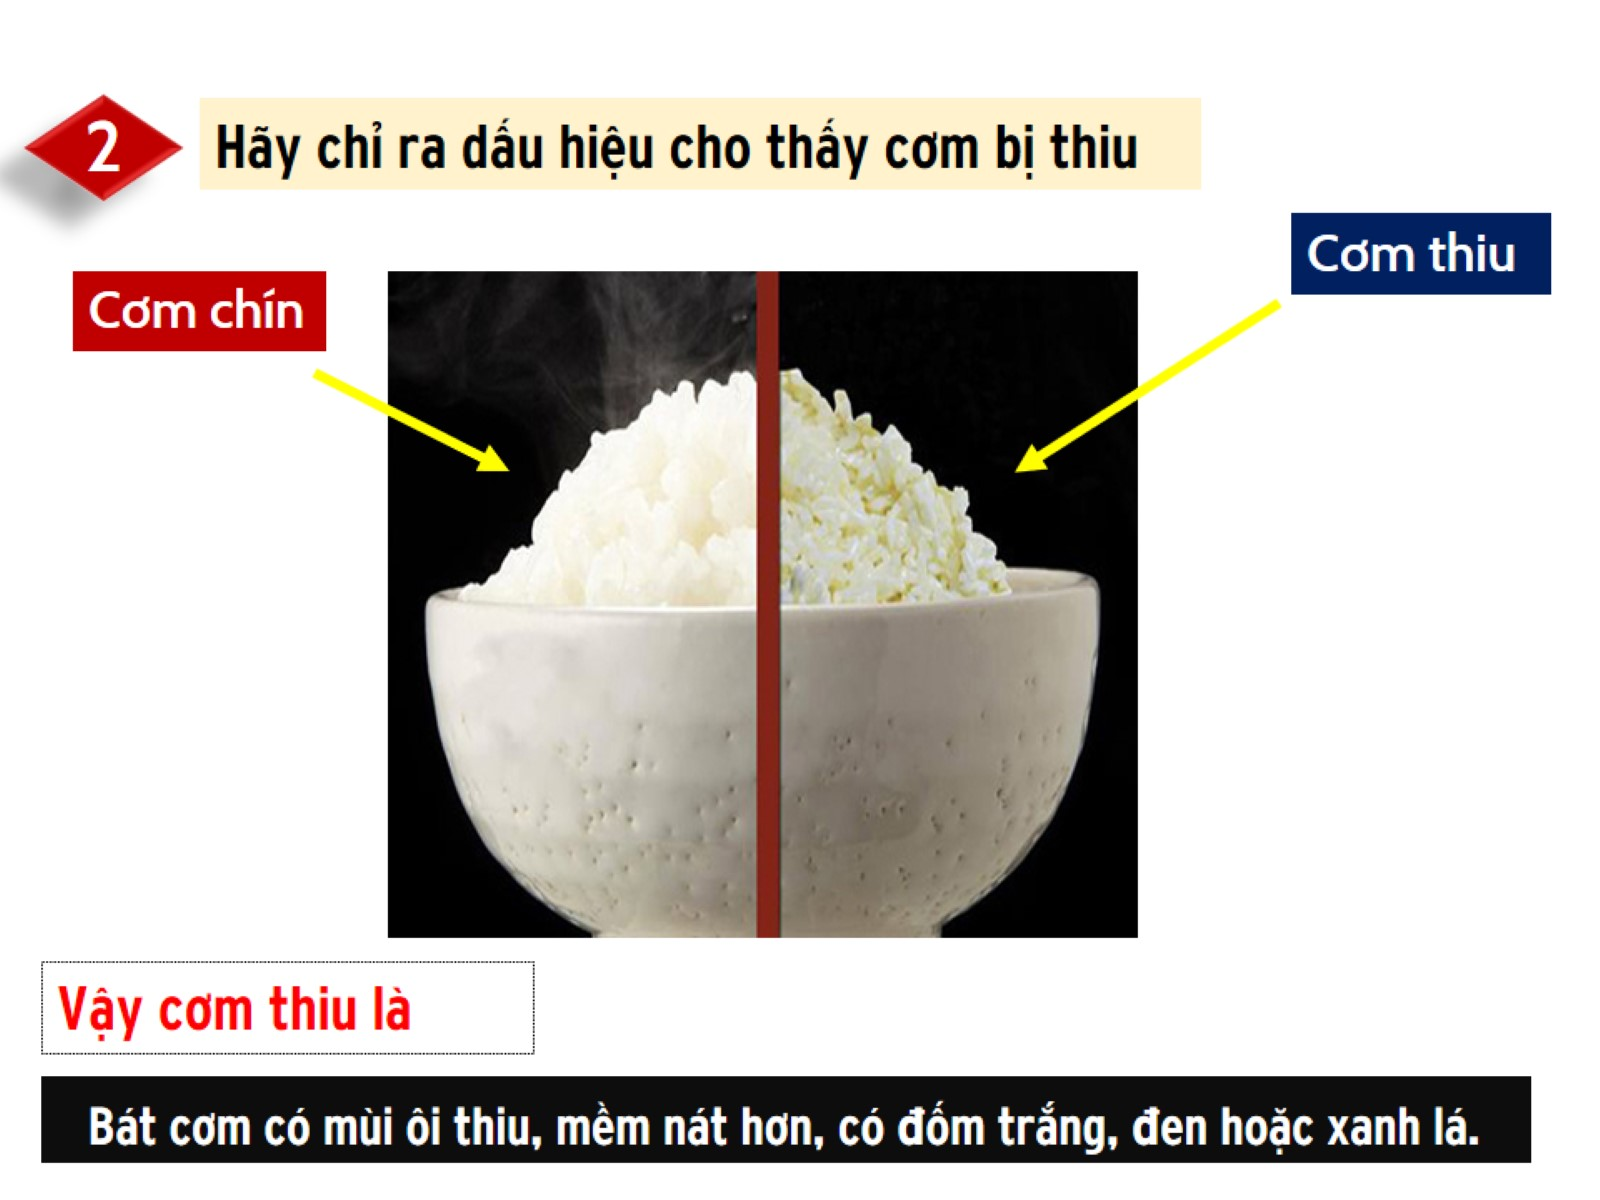 2
Hãy chỉ ra dấu hiệu cho thấy cơm bị thiu
Cơm thiu
Cơm chín
Vậy cơm thiu là
Bát cơm có mùi ôi thiu, mềm nát hơn, có đốm trắng, đen hoặc xanh lá.